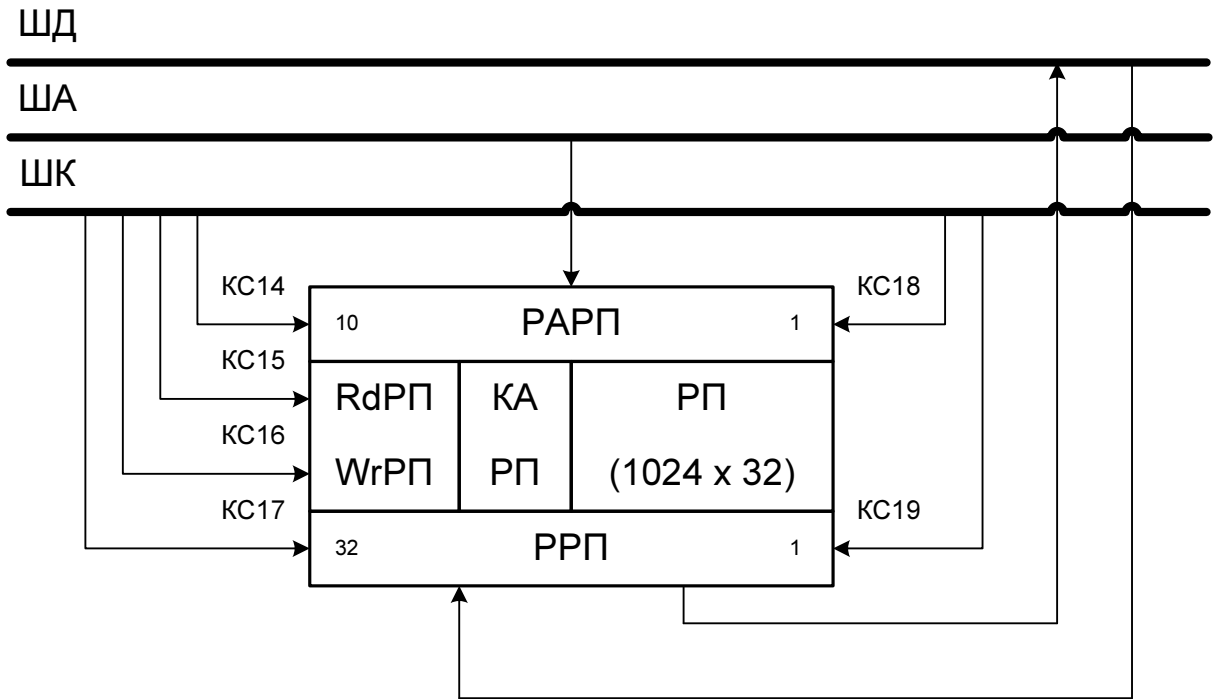 ШД
ША
ШК
КС14
КС18
10 РАРП 1
КС15
RdРП КА РП
КС16
WrРП РП (1024 x 32)
КС17
КС19
32 РРП 1